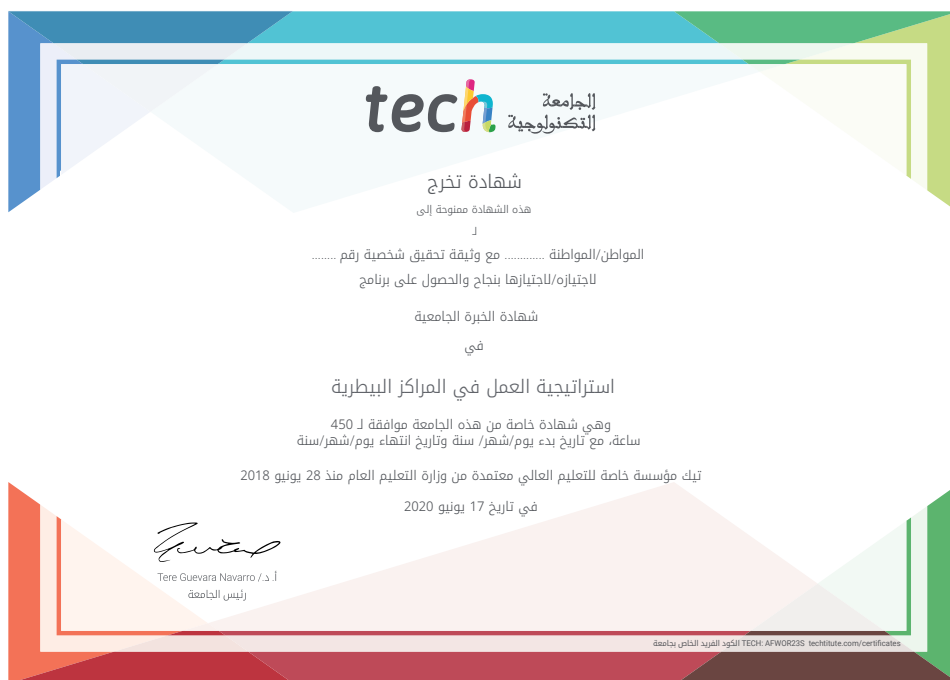 tech الجامعة
التكنولوجية
شهادة تخرج
هذه الشهادة ممنوحة إلى
لـ
المواطن/المواطنة ............. مع وثيقة تحقيق شخصية رقم ........
لاجتيازه/لاجتيازها بنجاح والحصول على برنامج
شهادة الخبرة الجامعية
في
استراتيجية العمل في المراكز البيطرية
وهي شهادة خاصة من هذه الجامعة موافقة لـ 450
ساعة، مع تاريخ بدء يوم/شهر/ سنة وتاريخ انتهاء يوم/شهر/سنة
تيك مؤسسة خاصة للتعليم العالي معتمدة من وزارة التعليم العام منذ 28 يونيو 2018
في تاريخ 17 يونيو 2020
أ. د./ Tere Guevara Navarro
رئيس الجامعة
الكود الفريد الخاص بجامعة TECH: AFWOR23S techtitute.com/certificates